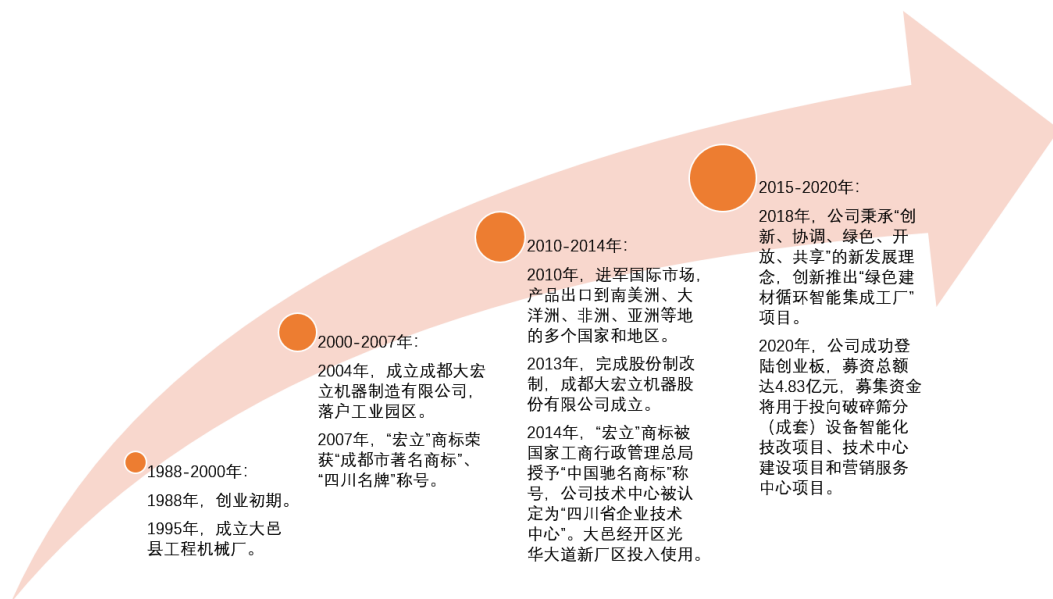 1988-2000年：
1988年，创业初期。
1995年，成立大邑
县工程机械厂。
2000-2007年：
2004年，成立成都大宏
立机器制造有限公司，
落户工业园区。
2007年，“宏立”商标荣
获“成都市著名商标”、
“四川名牌”称号。
2010-2014年：
2010年，进军国际市场，
产品出口到南美洲、大
洋洲、非洲、亚洲等地
的多个国家和地区。
2013年，完成股份制改
制，成都大宏立机器股
份有限公司成立。
2014年，“宏立”商标被
国家工商行政管理总局
授予“中国驰名商标”称
号，公司技术中心被认
定为“四川省企业技术
中心”。大邑经开区光
华大道新厂区投入使用。
2015-2020年：
2018年，公司秉承“创
新、协调、绿色、开
放、共享”的新发展理
念，创新推出“绿色建
材循环智能集成工厂”
项目。
2020年，公司成功登
陆创业板，募资总额
达4.83亿元，募集资金
将用于投向破碎筛分
（成套）设备智能化
技改项目、技术中心
建设项目和营销服务
中心项目。